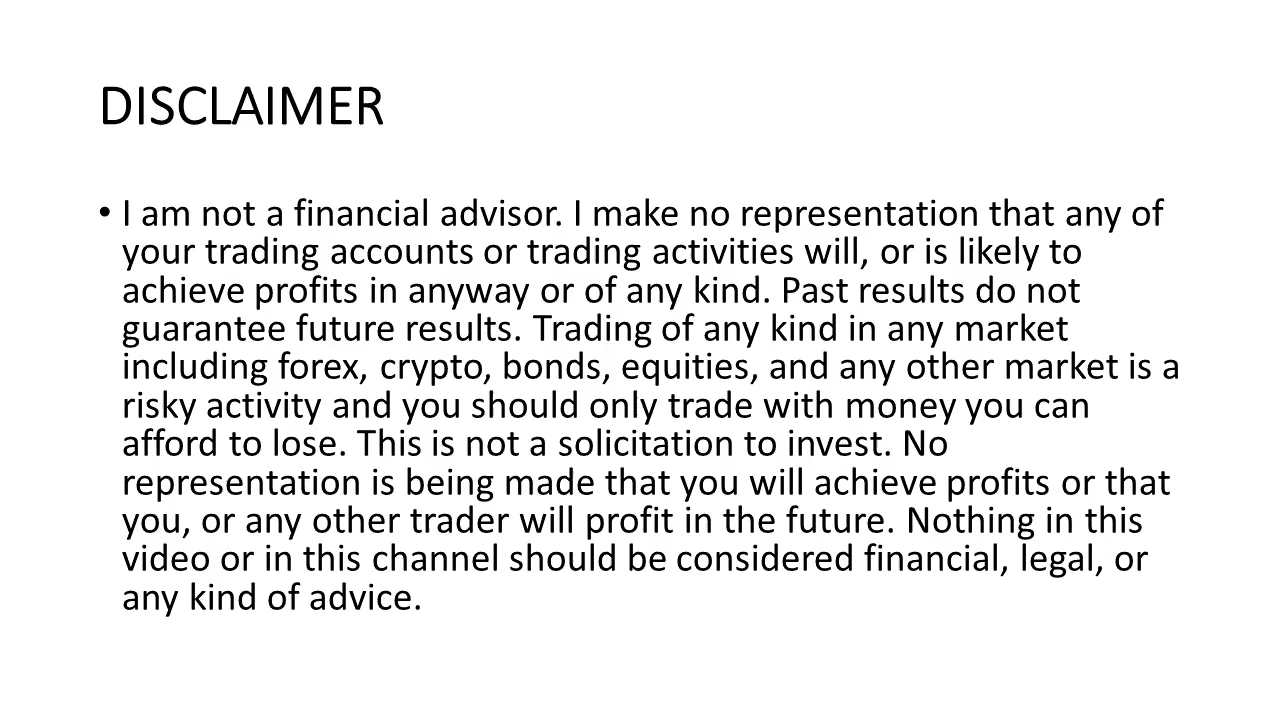 DISCLAIMER
• I am not a financial advisor. I make no representation that any of
your trading accounts or trading activities will, or is likely to
achieve profits in anyway or of any kind. Past results do not
guarantee future results. Trading of any kind in any market
including forex, crypto, bonds, equities, and any other market is a
risky activity and you should only trade with money you can
afford to lose. This is not a solicitation to invest. No
representation is being made that you will achieve profits or that
you, or any other trader will profit in the future. Nothing in this
video or in this channel should be considered financial, legal, or
any kind of advice.